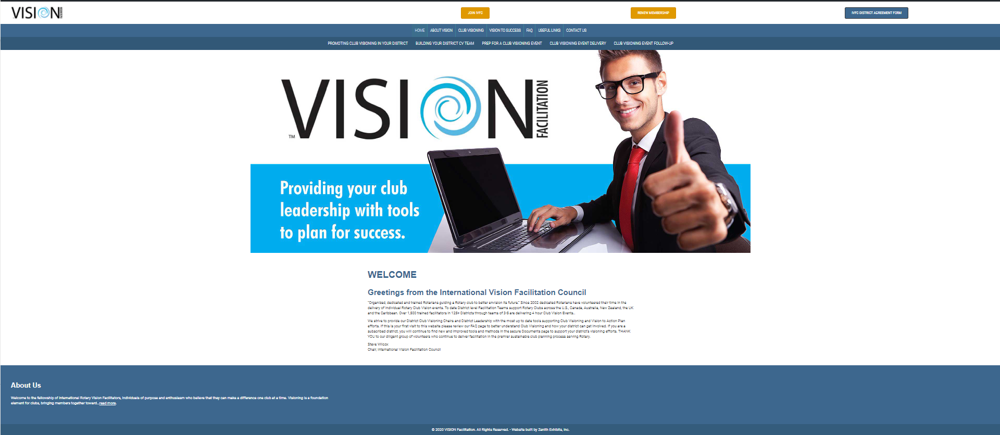 VISION FACILITATION
JOIN IVFC
RENEW MEMBERSHIP
IVFC DISTRICT AGREEMENT FORM
HOME ABOUT VISION CLUB VISIONING VISION TO SUCCESS FAQ USEFUL LINKS CONTACT US
PROMOTING CLUB VISIONING IN YOUR DISTRICT BUILDING YOUR DISTRICT CV TEAM PREP FOR A CLUB VISIONING EVENT CLUB VISIONING EVENT DELIVERY CLUB VISIONING EVENT FOLLOW-UP
VISION FACILITATION
TM
Providing your club
leadership with tools
to plan for success.
WELCOME
Greetings from the International Vision Facilitation Council
"Organized, dedicated and trained Rotarians guiding a Rotary club to better envision its future." Since 2002 dedicated Rotarians have volunteered their time in the
delivery of individual Rotary Club Vision events. To date District level Facilitation Teams support Rotary Clubs across the U.S., Canada, Australia, New Zealand, the UK
and the Caribbean. Over 1,500 trained facilitators in 125+ Districts through teams of 3-5 are delivering 4 hour Club Vision Events..
We strive to provide our District Club Visioning Chairs and District Leadership with the most up to date tools supporting Club Visioning and Vision to Action Plan
efforts. If this is your first visit to this website please review our FAQ page to better understand Club Visioning and how your district can get involved. If you are a
subscribed district, you will continue to find new and improved tools and methods in the secure Documents page to support your district's visioning efforts. THANK
YOU to our diligent group of volunteers who continue to deliver facilitation in the premier sustainable club planning process serving Rotary.
Steve Wilcox
Chair, International Vision Facilitation Council
About Us
Welcome to the fellowship of International Rotary Vision Facilitators, individuals of purpose and enthusiasm who believe that they can make a difference one club at a time. Visioning is a foundation
element for clubs, bringing members together toward...read more.
© 2020 VISION Facilitation. All Rights Reserved. - Website built by Zenith Exhibits, Inc.